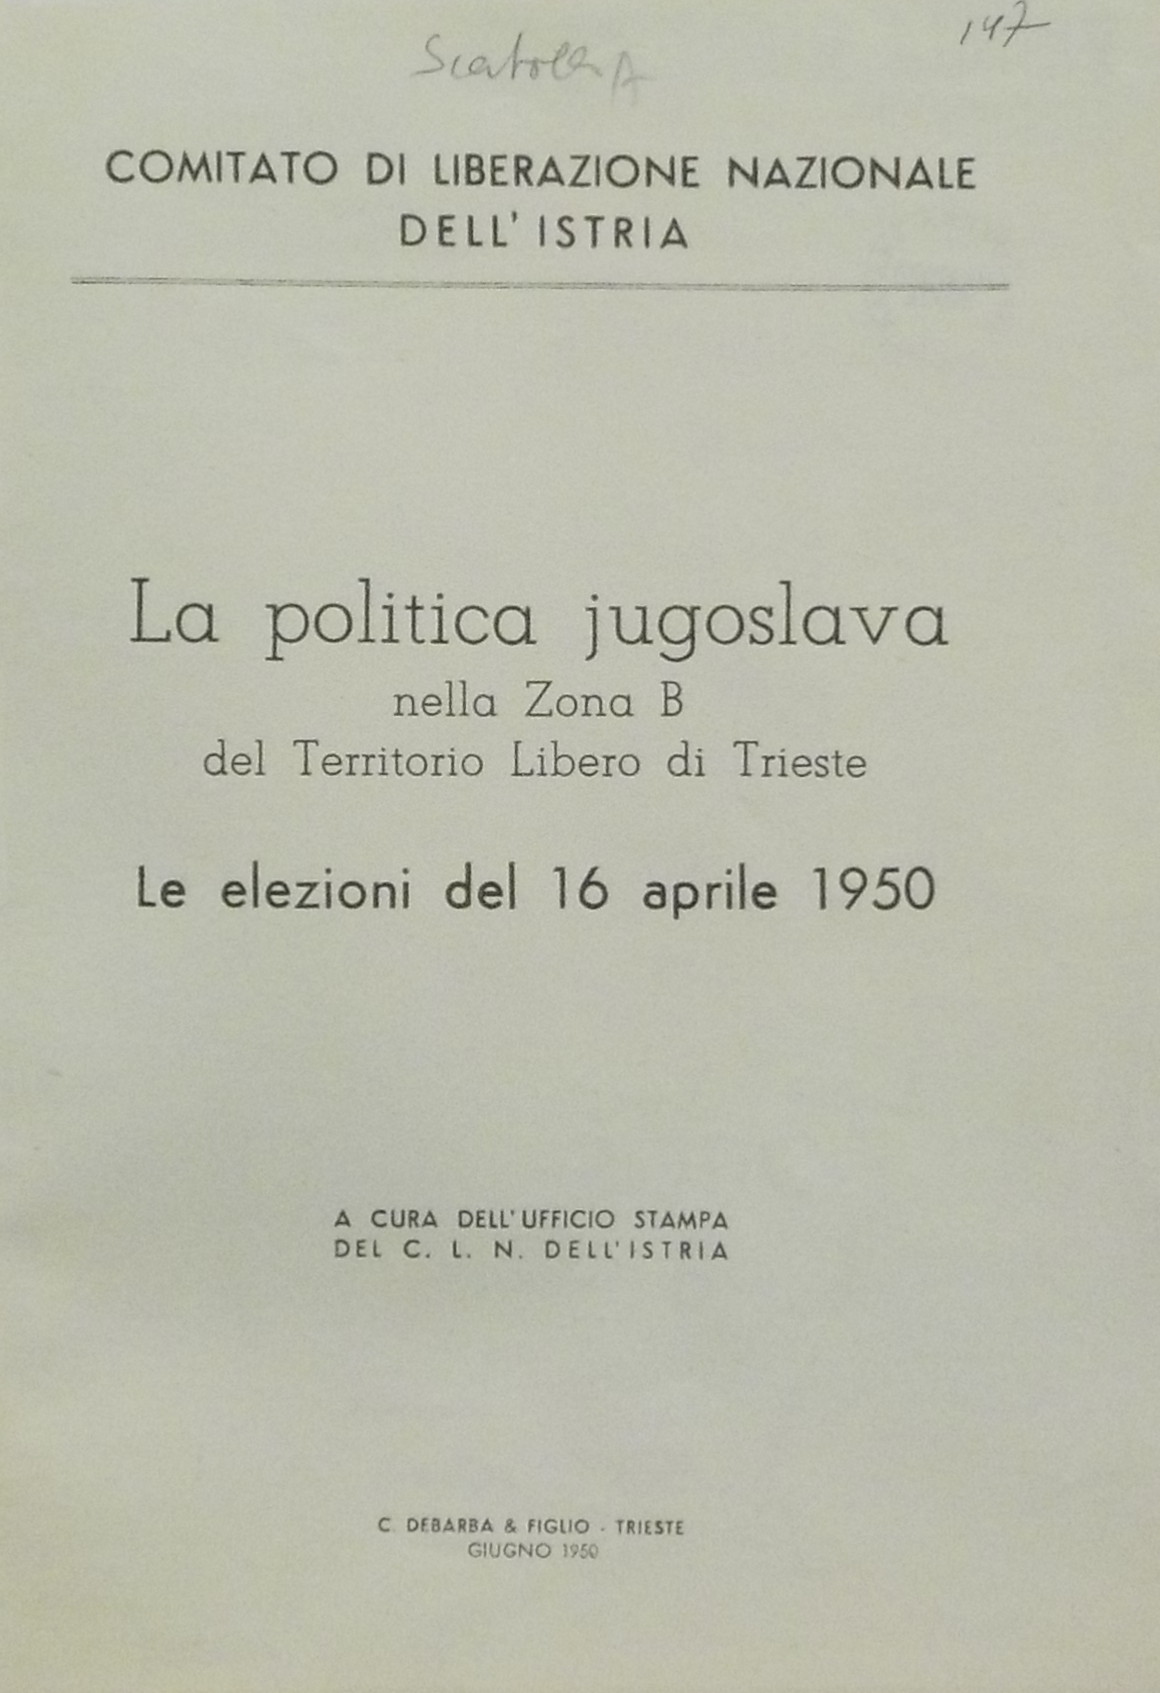 Scatola A
147
COMITATO DI LIBERAZIONE NAZIONALE
DELL' ISTRIA
La politica jugoslava
nella Zona B
del Territorio Libero di Trieste
Le elezioni del 16 aprile 1950
A CURA DELL' UFFICIO STAMPA
DEL C. L. N. DELL'ISTRIA
C. DEBARBA & FIGLIO - TRIESTE
GIUGNO 1950